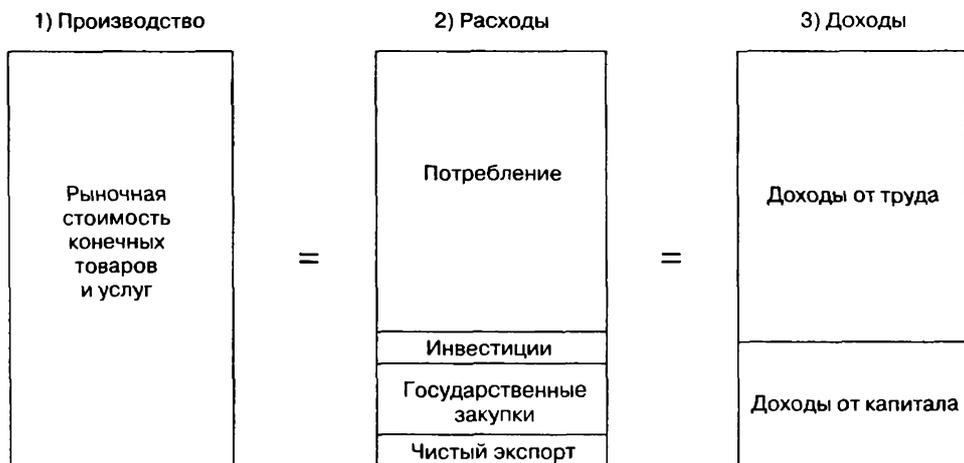 1) Производство
2) Расходы
3) Доходы
Рыночная
стоимость
конечных
товаров
и услуг
=
Потребление
Инвестиции
Государственные
закупки
Чистый экспорт
=
Доходы от труда
Доходы от капитала